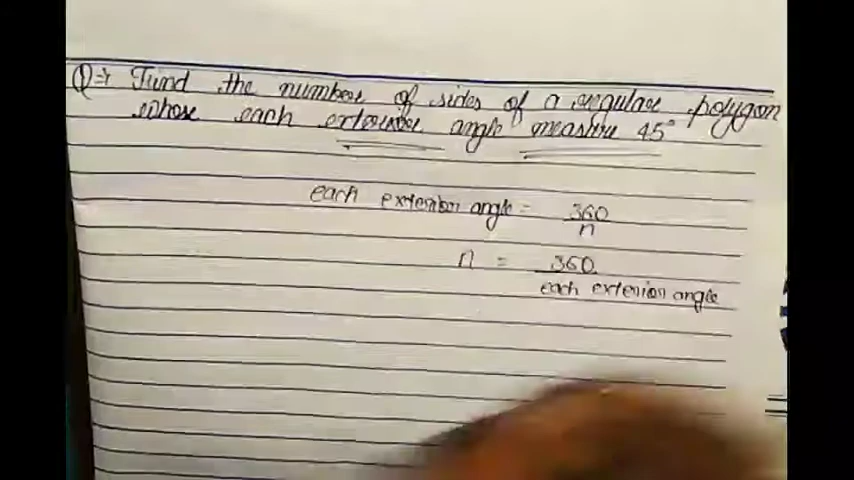 Q⇒ Find the number of sides of a regular polygon
whose each exterior angle measure 45°
each exterior angle = 360
n
n = 360
each exterior angle